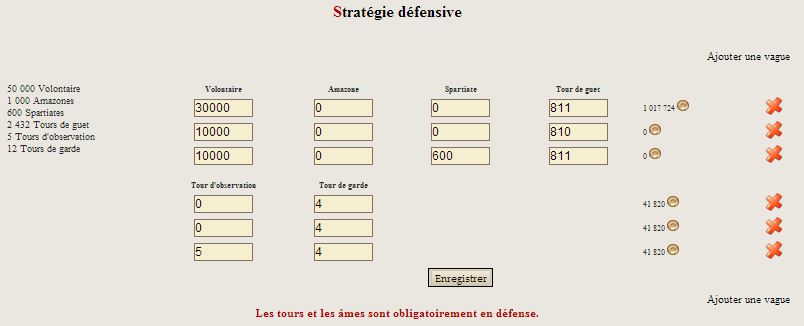 Stratégie défensive
Ajouter une vague
50 000 Volontaire
1 000 Amazones
600 Spartiates
2 432 Tours de guet
5 Tours d'observation
12 Tours de garde
Volontaire Amazone Spartiate Tour de guet
30000 0 0 811 1 017 724
10000 0 0 810 0
10000 0 600 811 0
Tour d'observation Tour de garde
0 4 41 820
0 4 41 820
5 4 41 820
Enregistrer
Ajouter une vague
Les tours et les âmes sont obligatoirement en défense.